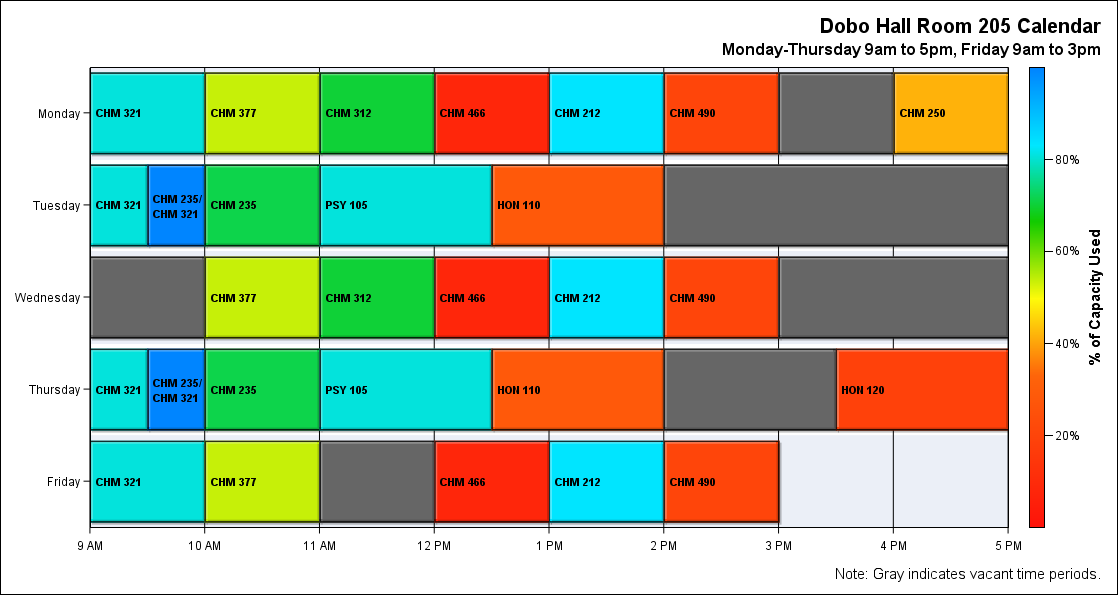 Dobo Hall Room 205 Calendar
Monday-Thursday 9am to 5pm, Friday 9am to 3pm
Monday
CHM 321
CHM 377
CHM 312
CHM 466
CHM 212
CHM 490
CHM 250
Tuesday
CHM 321
CHM 235/
CHM 321
CHM 235
PSY 105
HON 110
Wednesday
CHM 377
CHM 312
CHM 466
CHM 212
CHM 490
Thursday
CHM 321
CHM 235/
CHM 321
CHM 235
PSY 105
HON 110
HON 120
Friday
CHM 321
CHM 377
CHM 466
CHM 212
CHM 490
9 AM
10 AM
11 AM
12 PM
1 PM
2 PM
3 PM
4 PM
5 PM
80%
60%
40%
20%
% of Capacity Used
Note: Gray indicates vacant time periods.